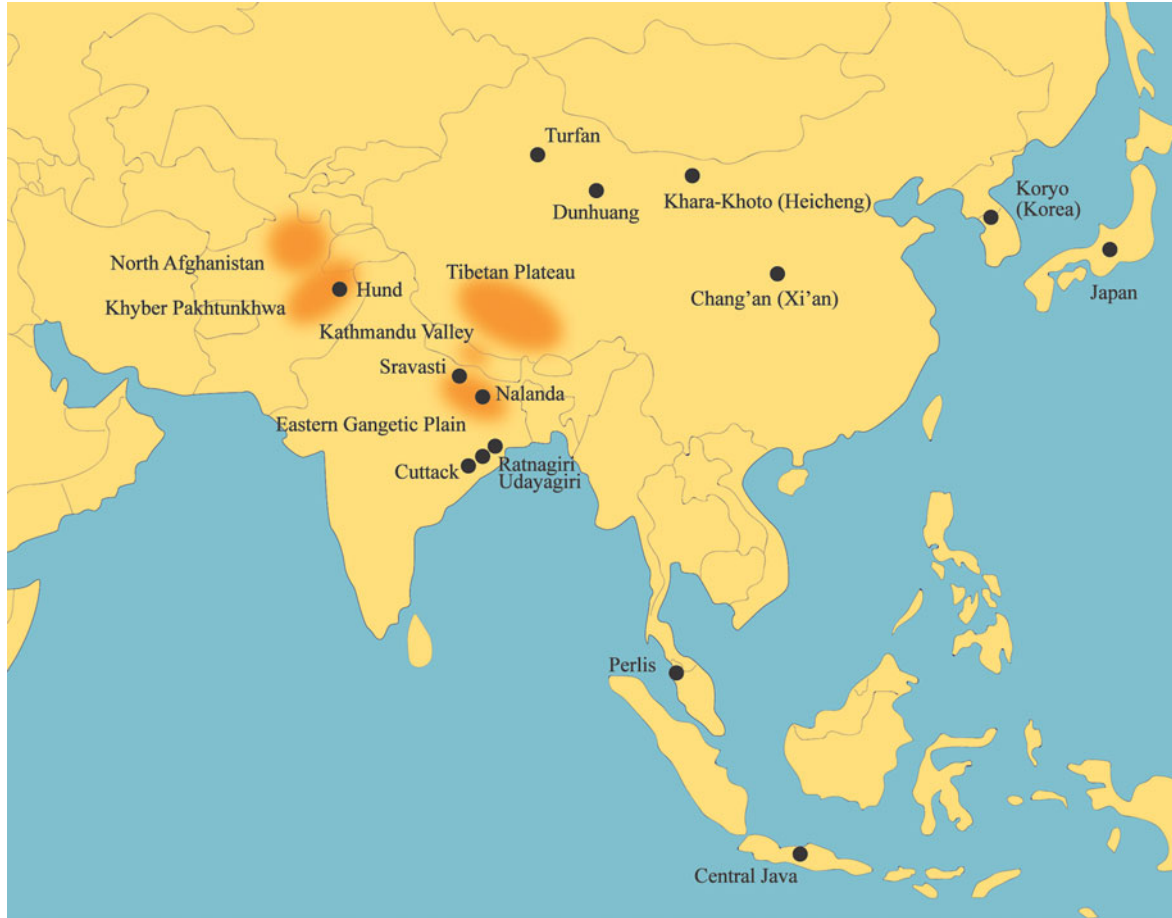 Turfan
Dunhuang
Khara-Khoto (Heicheng)
Koryo
(Korea)
North Afghanistan
Tibetan Plateau
Hund
Chang’an (Xi’an)
Japan
Khyber Pakhtunkhwa
Kathmandu Valley
Sravasti
Nalanda
Eastern Gangetic Plain
Cuttack
Ratnagiri
Udayagiri
Perlis
Central Java